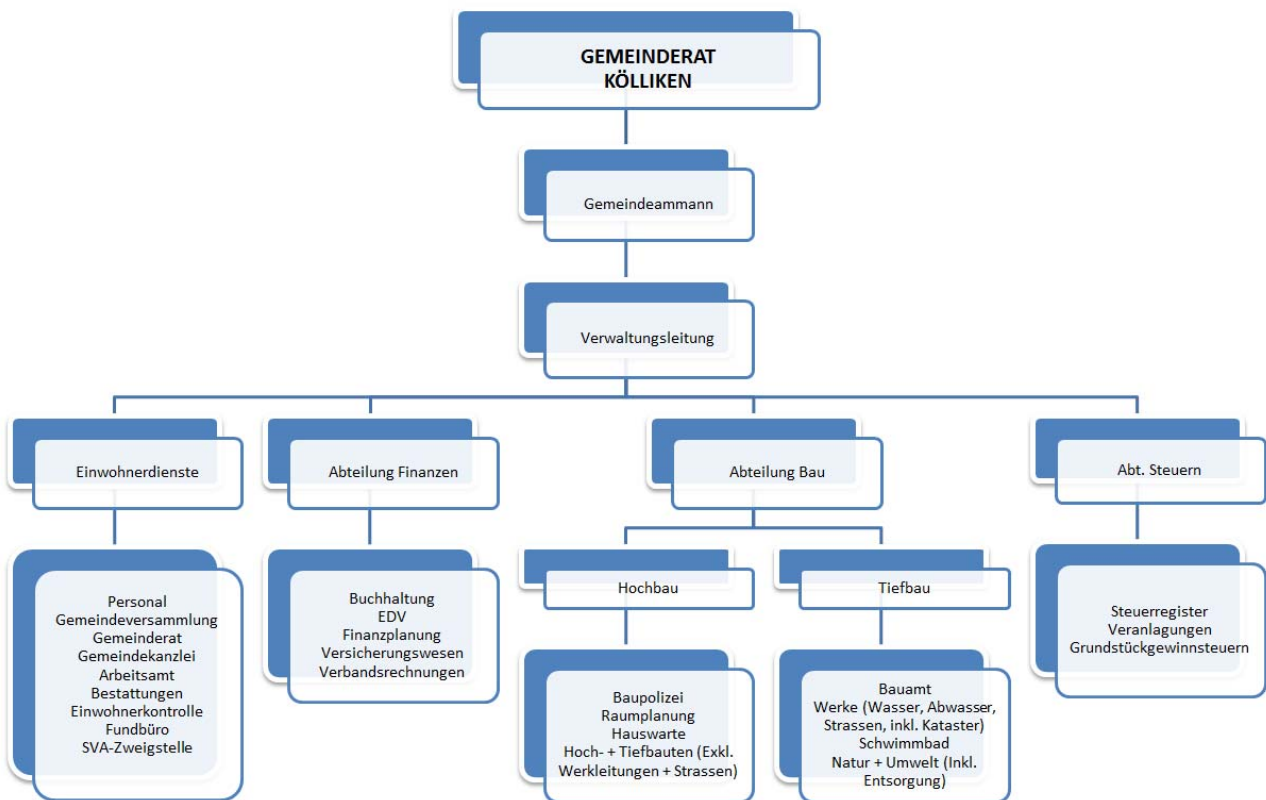 GEMEINDERAT
KÖLLIKEN
Gemeindeammann
Verwaltungsleitung
Einwohnerdienste
Abteilung Finanzen
Abteilung Bau
Abt. Steuern
Personal
Gemeindeversammlung
Gemeinderat
Gemeindekanzlei
Arbeitsamt
Bestattungen
Einwohnerkontrolle
Fundbüro
SVA-Zweigstelle
Buchhaltung
EDV
Finanzplanung
Versicherungswesen
Verbandsrechnungen
Hochbau
Tiefbau
Baupolizei
Raumplanung
Hauswarte
Hoch- + Tiefbauten (Exkl.
Werkleitungen + Strassen)
Bauamt
Werke (Wasser, Abwasser,
Strassen, inkl. Kataster)
Schwimmbad
Natur + Umwelt (Inkl.
Entsorgung)
Steuerregister
Veranlagungen
Grundstückgewinnsteuern